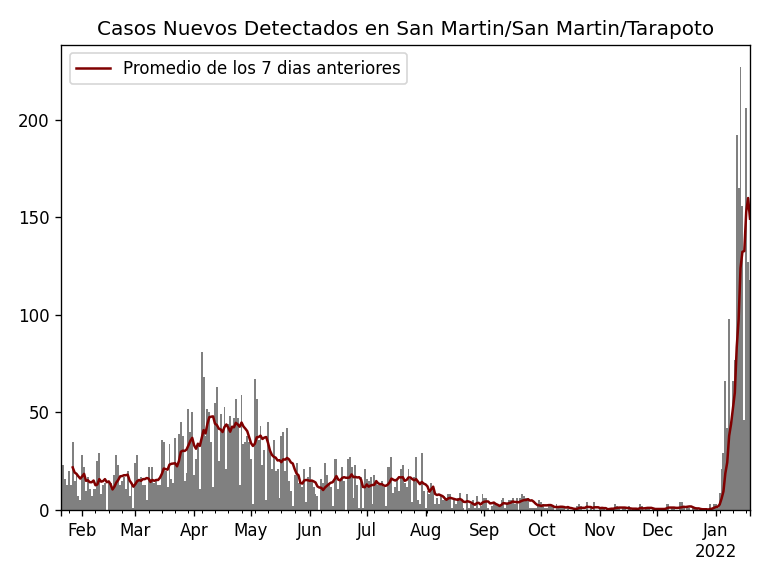 Casos Nuevos Detectados en San Martin/San Martin/Tarapoto
Promedio de los 7 dias anteriores
200
150
100
50
0
Feb Mar Apr May Jun Jul Aug Sep Oct Nov Dec Jan
2022